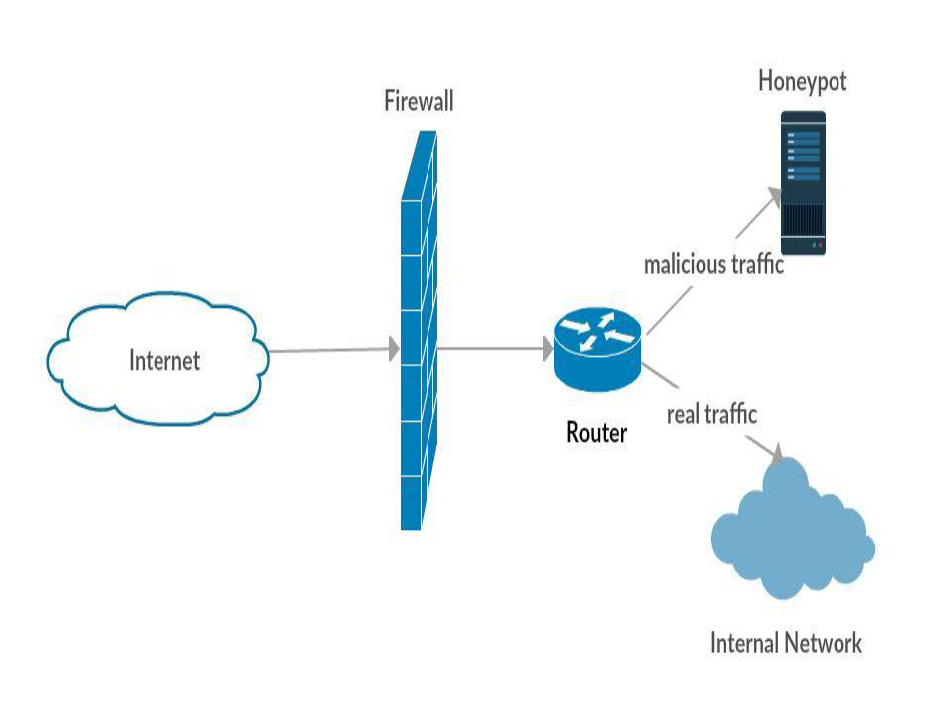 Honeypot
Firewall
malicious traffic
Internet
real traffic
Router
Internal Network